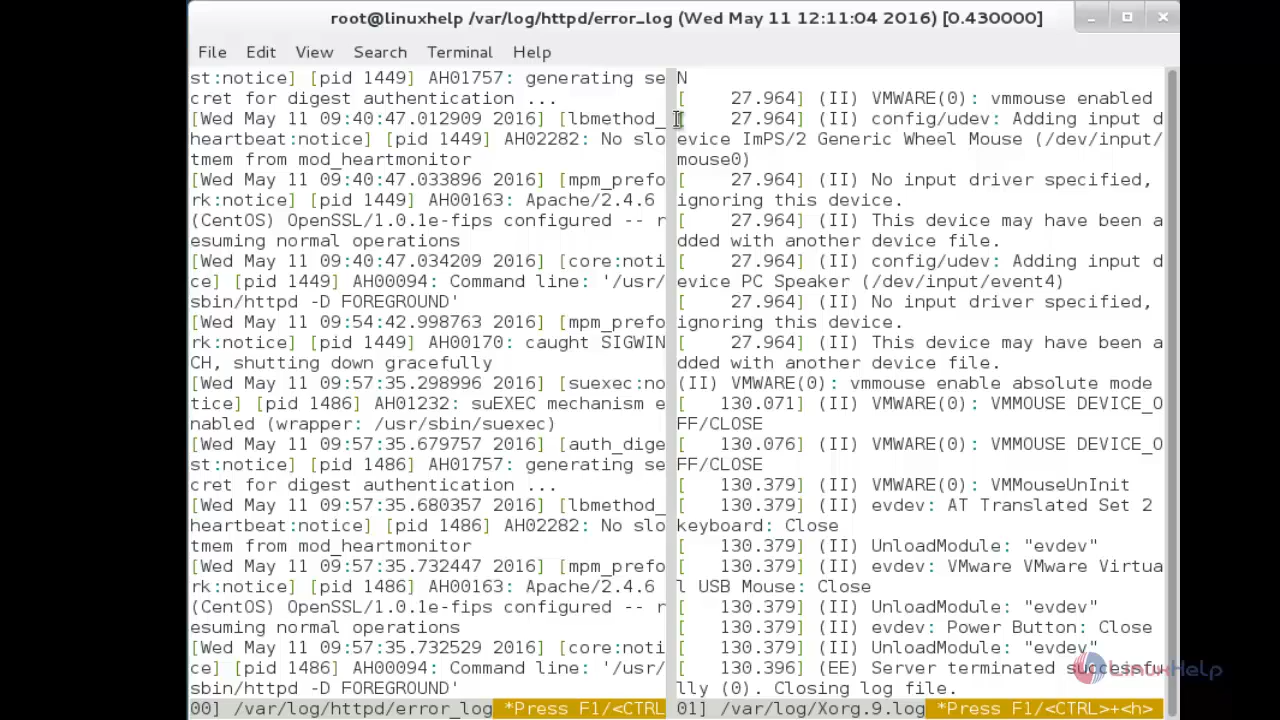 root@linuxhelp /var/log/httpd/error_log (Wed May 11 12:11:04 2016) [0.430000]
File Edit View Search Terminal Help
st:notice] [pid 1449] AH01757: generating se
cret for digest authentication ...
[Wed May 11 09:40:47.012909 2016] [lbmethod_
heartbeat:notice] [pid 1449] AH02282: No slo
tmem from mod_heartmonitor
[Wed May 11 09:40:47.033896 2016] [mpm_prefo
rk:notice] [pid 1449] AH00163: Apache/2.4.6
(CentOS) OpenSSL/1.0.1e-fips configured -- r
esuming normal operations
[Wed May 11 09:40:47.034209 2016] [core:noti
ce] [pid 1449] AH00094: Command line: '/usr/
sbin/httpd -D FOREGROUND'
[Wed May 11 09:54:42.998763 2016] [mpm_prefo
rk:notice] [pid 1449] AH00170: caught SIGWIN
CH, shutting down gracefully
[Wed May 11 09:57:35.298996 2016] [suexec:no
tice] [pid 1486] AH01232: suEXEC mechanism e
nabled (wrapper: /usr/sbin/suexec)
[Wed May 11 09:57:35.679757 2016] [auth_dige
st:notice] [pid 1486] AH01757: generating se
cret for digest authentication ...
[Wed May 11 09:57:35.680357 2016] [lbmethod_
heartbeat:notice] [pid 1486] AH02282: No slo
tmem from mod_heartmonitor
[Wed May 11 09:57:35.732447 2016] [mpm_prefo
rk:notice] [pid 1486] AH00163: Apache/2.4.6
(CentOS) OpenSSL/1.0.1e-fips configured -- r
esuming normal operations
[Wed May 11 09:57:35.732529 2016] [core:noti
ce] [pid 1486] AH00094: Command line: '/usr/
sbin/httpd -D FOREGROUND'
00] /var/log/httpd/error_log *Press F1/<CTRL
N
[ 27.964] (II) VMWARE(0): vmmouse enabled
[ 27.964] (II) config/udev: Adding input d
evice ImPS/2 Generic Wheel Mouse (/dev/input/
mouse0)
[ 27.964] (II) No input driver specified,
ignoring this device.
[ 27.964] (II) This device may have been a
dded with another device file.
[ 27.964] (II) config/udev: Adding input d
evice PC Speaker (/dev/input/event4)
[ 27.964] (II) No input driver specified,
ignoring this device.
[ 27.964] (II) This device may have been a
dded with another device file.
(II) VMWARE(0): vmmouse enable absolute mode
[ 130.071] (II) VMWARE(0): VMMOUSE DEVICE_O
FF/CLOSE
[ 130.076] (II) VMWARE(0): VMMOUSE DEVICE_O
FF/CLOSE
[ 130.379] (II) VMWARE(0): VMMouseUnInit
[ 130.379] (II) evdev: AT Translated Set 2
keyboard: Close
[ 130.379] (II) UnloadModule: "evdev"
[ 130.379] (II) evdev: VMware VMware Virtua
l USB Mouse: Close
[ 130.379] (II) UnloadModule: "evdev"
[ 130.379] (II) evdev: Power Button: Close
[ 130.379] (II) UnloadModule: "evdev"
[ 130.396] (EE) Server terminated successfu
lly (0). Closing log file.
01] /var/log/Xorg.9.log *Press F1/<CTRL>+<h>
LinuxHelp